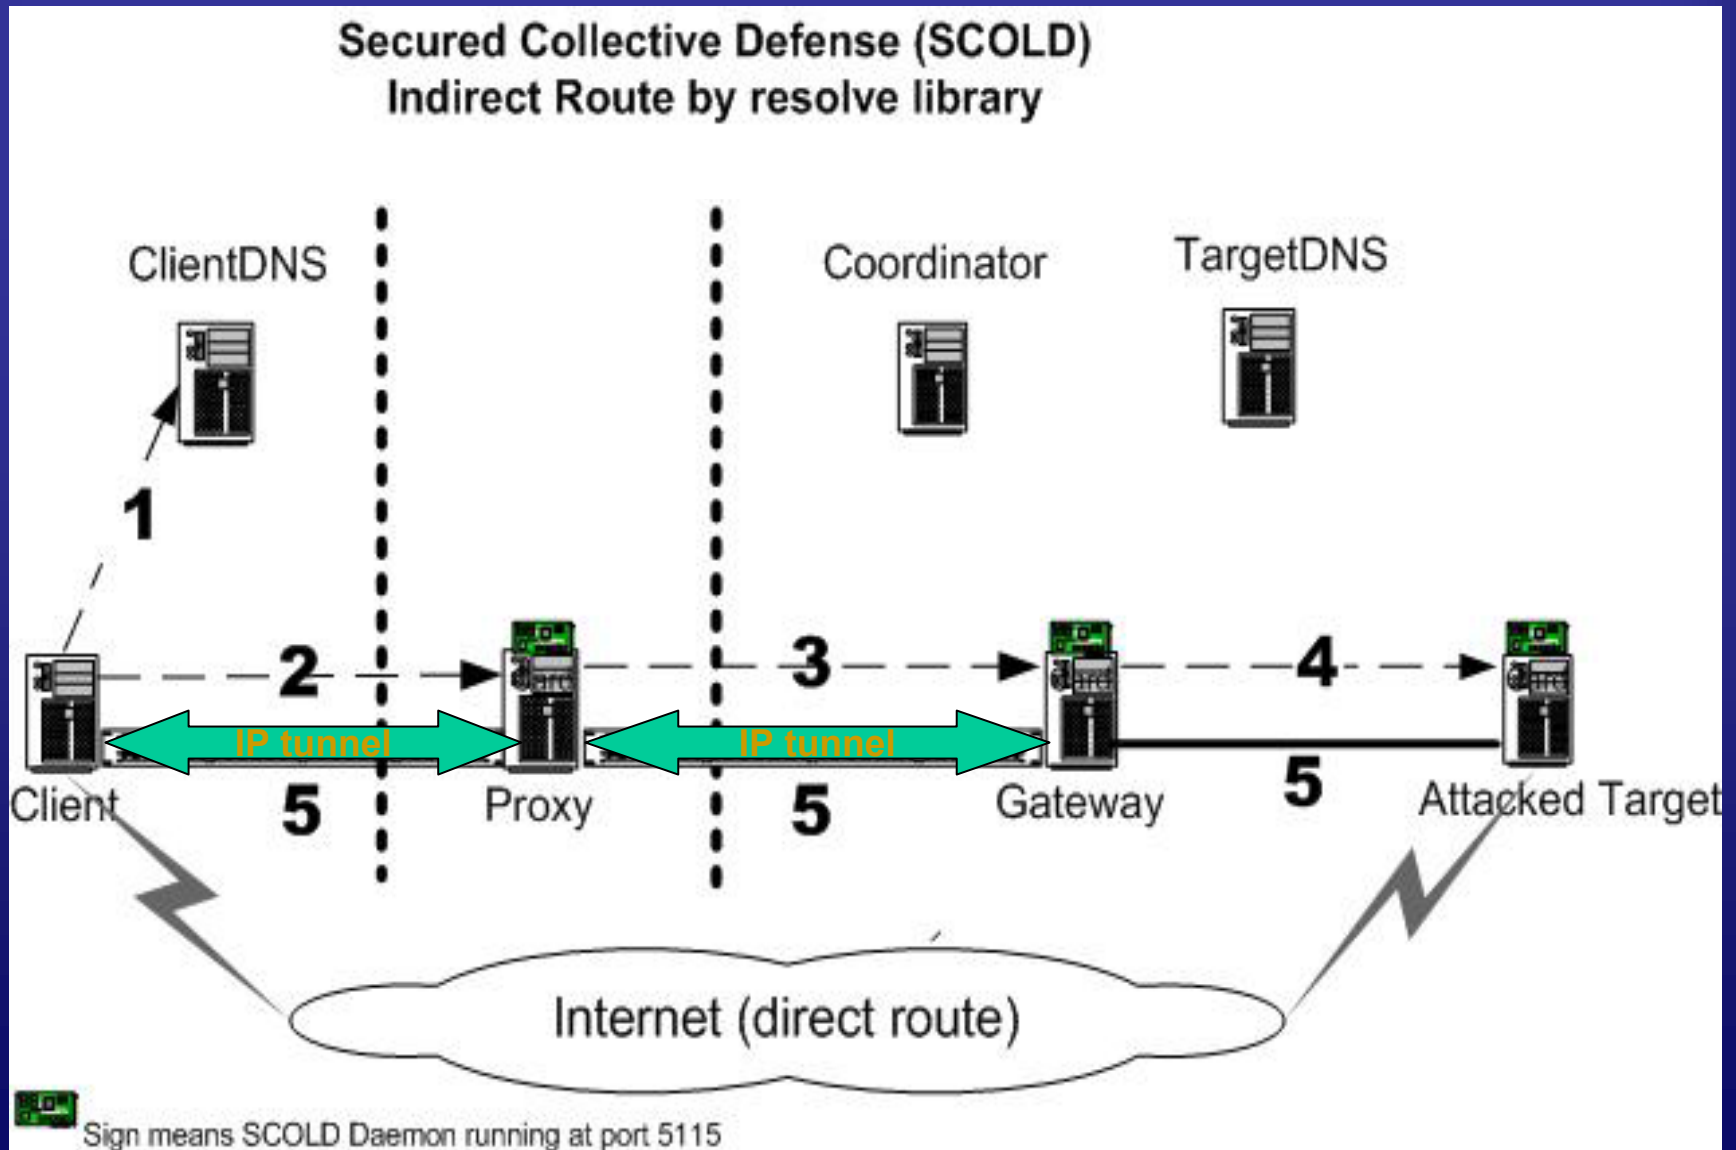 Secured Collective Defense (SCOLD)
Indirect Route by resolve library
ClientDNS
Coordinator
TargetDNS
1
2
3
4
IP tunnel
IP tunnel
Client
5
Proxy
5
Gateway
5
Attacked Target
Internet (direct route)
Sign means SCOLD Daemon running at port 5115